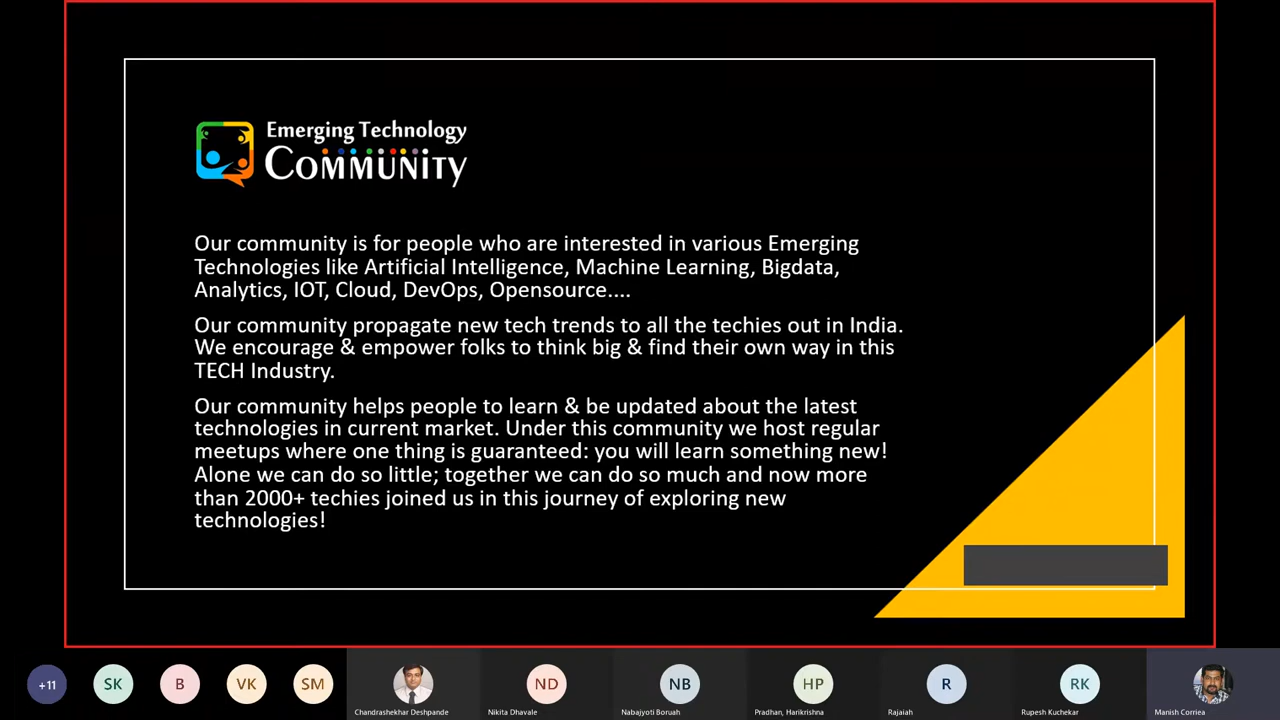 Emerging Technology
COMMUNITY
Our community is for people who are interested in various Emerging
Technologies like Artificial Intelligence, Machine Learning, Bigdata,
Analytics, IOT, Cloud, DevOps, Opensource....
Our community propagate new tech trends to all the techies out in India.
We encourage & empower folks to think big & find their own way in this
TECH Industry.
Our community helps people to learn & be updated about the latest
technologies in current market. Under this community we host regular
meetups where one thing is guaranteed: you will learn something new!
Alone we can do so little; together we can do so much and now more
than 2000+ techies joined us in this journey of exploring new
technologies!
+11
SK
B
VK
SM
Chandrashekhar Deshpande
ND
Nikita Dhavale
NB
Nabajyoti Boruah
HP
Pradhan, Harikrishna
R
Rajaiah
RK
Rupesh Kuchekar
Manish Corriea